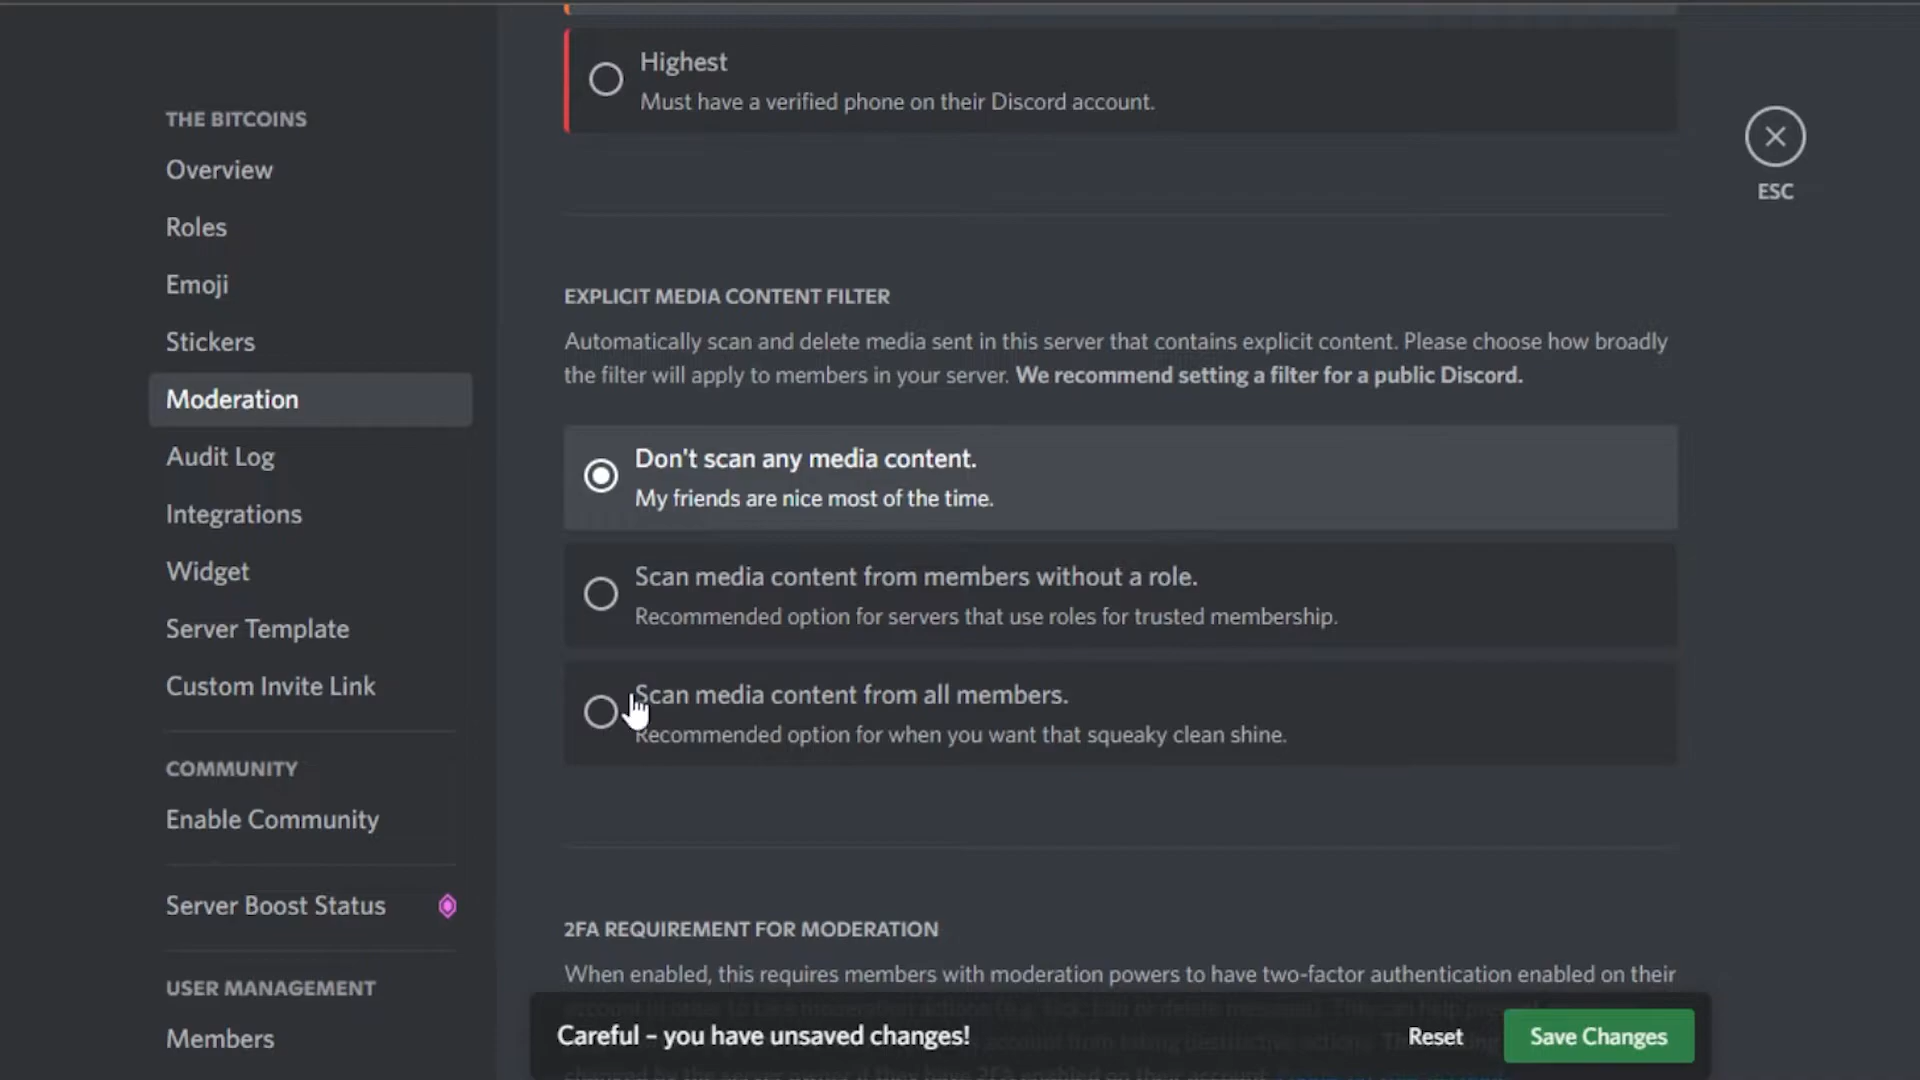 THE BITCOINS
Overview
Roles
Emoji
Stickers
Moderation
Audit Log
Integrations
Widget
Server Template
Custom Invite Link
COMMUNITY
Enable Community
Server Boost Status
USER MANAGEMENT
Members
Highest
Must have a verified phone on their Discord account.
EXPLICIT MEDIA CONTENT FILTER
Automatically scan and delete media sent in this server that contains explicit content. Please choose how broadly
the filter will apply to members in your server. We recommend setting a filter for a public Discord.
Don't scan any media content.
My friends are nice most of the time.
Scan media content from members without a role.
Recommended option for servers that use roles for trusted membership.
Scan media content from all members.
Recommended option for when you want that squeaky clean shine.
2FA REQUIREMENT FOR MODERATION
When enabled, this requires members with moderation powers to have two-factor authentication enabled on their
Careful – you have unsaved changes!
Reset
Save Changes
ESC